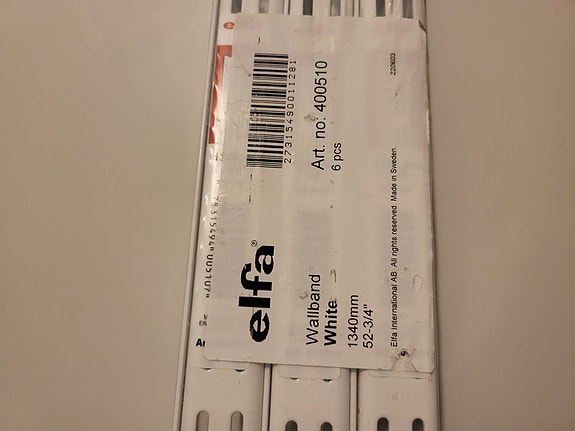 elfa®
Wallband
White
1340mm
52-3/4"
Elfa International AB. All rights reserved. Made in Sweden.
273154900011281
Art. no. 400510
6 pcs
220603